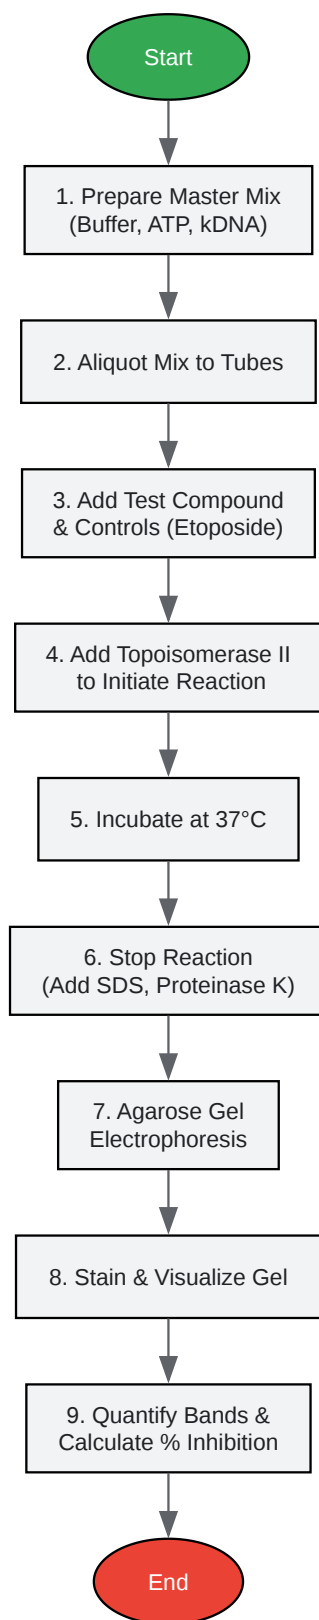 Start
1. Prepare Master Mix
(Buffer, ATP, kDNA)
2. Aliquot Mix to Tubes
3. Add Test Compound
& Controls (Etoposide)
4. Add Topoisomerase II
to Initiate Reaction
5. Incubate at 37°C
6. Stop Reaction
(Add SDS, Proteinase K)
7. Agarose Gel
Electrophoresis
8. Stain & Visualize Gel
9. Quantify Bands &
Calculate % Inhibition
End